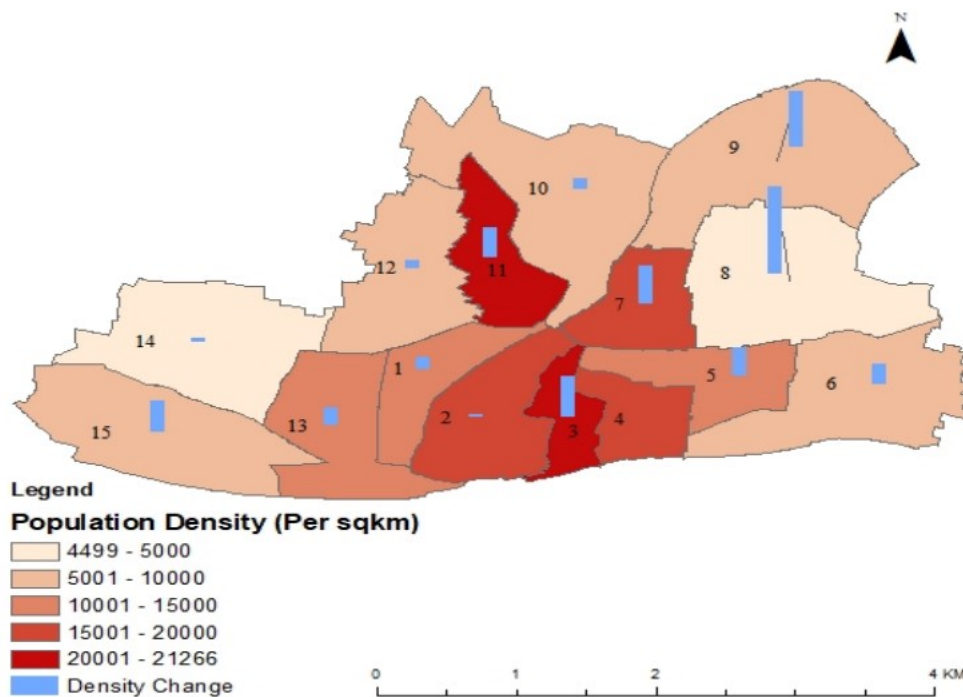 N
9
10
12
11
8
7
14
1
5
6
15
13
2
3
4
Legend
Population Density (Per sqkm)
4499 - 5000
5001 - 10000
10001 - 15000
15001 - 20000
20001 - 21266
Density Change
0 1 2 4 KM